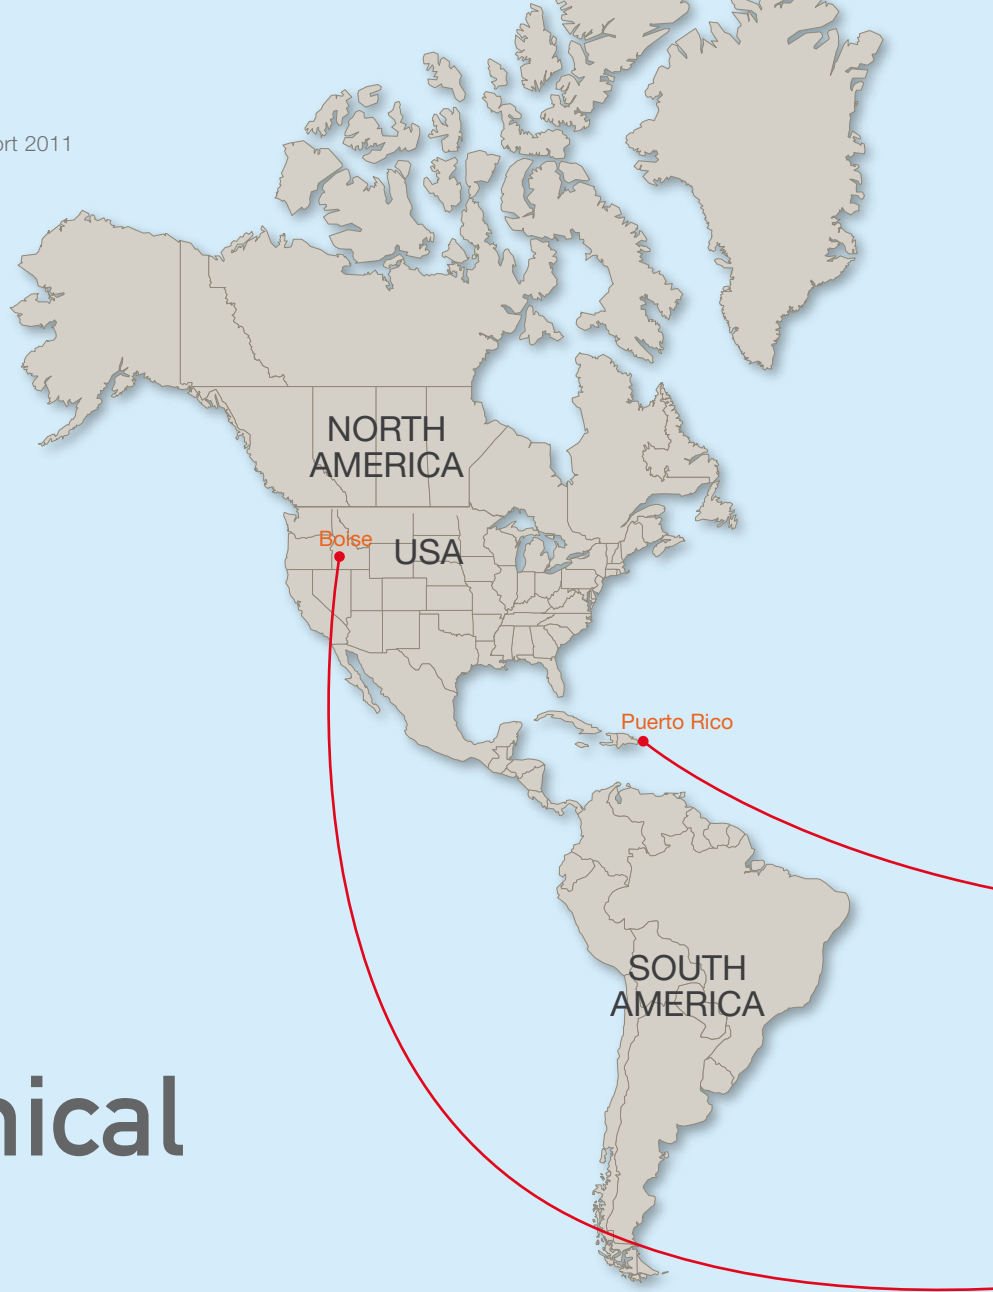 ort 2011
NORTH
AMERICA
Boise
USA
Puerto Rico
SOUTH
AMERICA
nical